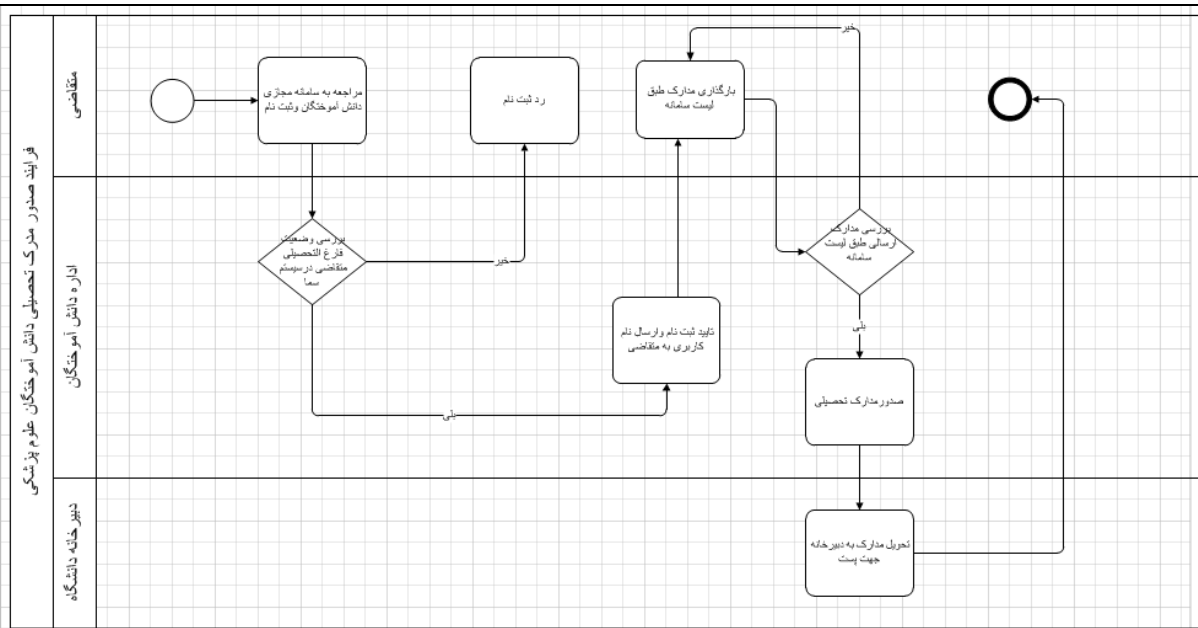 فرایند صدور مدرک تحصیلی دانش آموختگان علوم پزشکی
متقاضی
مراجعه به سامانه مجازی
دانش آموختگان وثبت نام
رد ثبت نام
بارگذاری مدارک طبق
لیست سامانه
خیر
اداره دانش آموختگان
بررسی وضعیت
فارغ التحصیلی
متقاضی درسیستم
سما
خیر
بلی
تایید ثبت نام وارسال نام
کاربری به متقاضی
بررسی مدارک
ارسالی طبق لیست
سامانه
بلی
صدورمدارک تحصیلی
دبیرخانه دانشگاه
تحویل مدارک به دبیرخانه
جهت پست